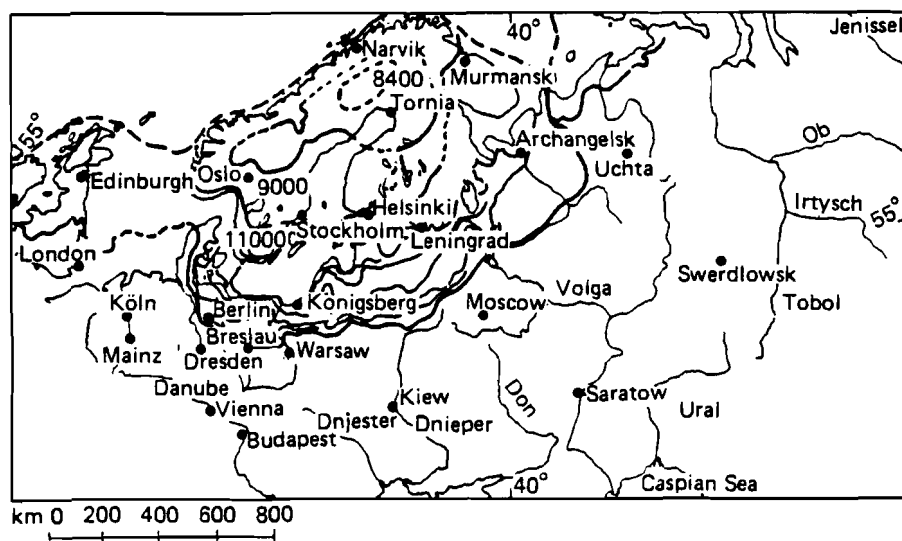 40°
Jenissel
Narvik
8400
Murmansk
Tornia
55°
Archangelsk
Ob
Uchta
Edinburgh
Oslo
9000
Irtysch
55°
Helsinki
11000
Stockholm
Leningrad
London
Swerdlowsk
Köln
Königsberg
Volga
Berlin
Moscow
Tobol
Breslau
Mainz
Dresden
Warsaw
Danube
Don
Kiew
Saratow
Vienna
Dnjester
Dnieper
Ural
Budapest
40°
Caspian Sea
km 0 200 400 600 800